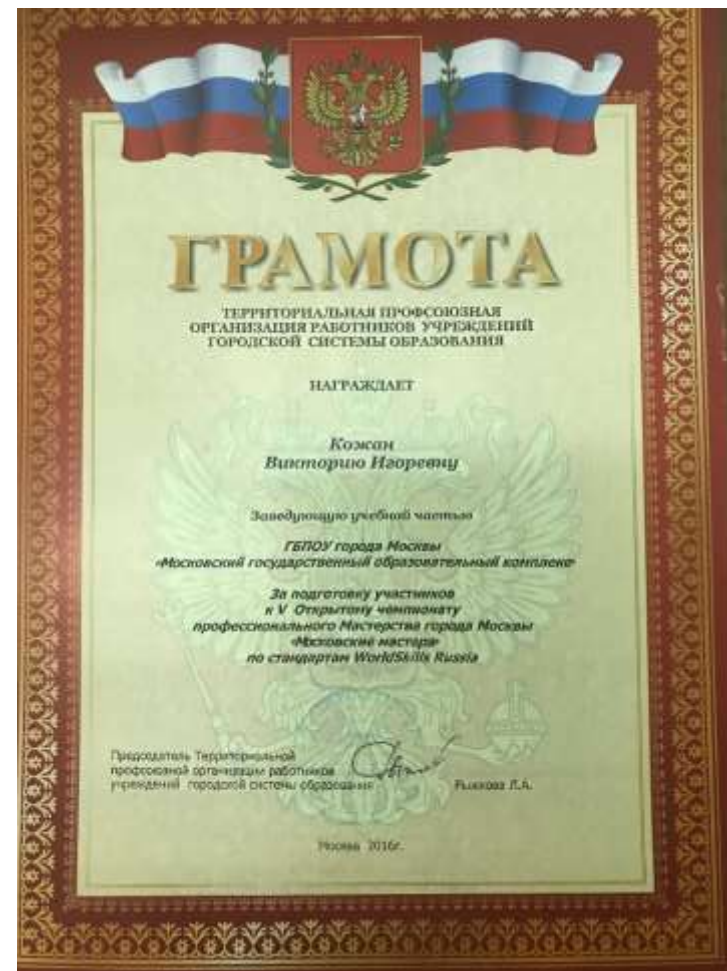 ГРАМОТА
ТЕРРИТОРИАЛЬНАЯ ПРОФСОЮЗНАЯ
ОРГАНИЗАЦИЯ РАБОТНИКОВ УЧРЕЖДЕНИЙ
ГОРОДСКОЙ СИСТЕМЫ ОБРАЗОВАНИЯ
НАГРАЖДАЕТ
Кожан
Викторию Игоревну
Заведующую учебной частью
ГБПОУ города Москвы
«Московский государственный образовательный комплекс»
За подготовку участников
к V Открытому чемпионату
профессионального Мастерства города Москвы
«Московские мастера»
по стандартам WorldSkills Russia
Председатель Территориальной
профсоюзной организации работников
учреждений городской системы образования
Л.А.
Москва 2016г.